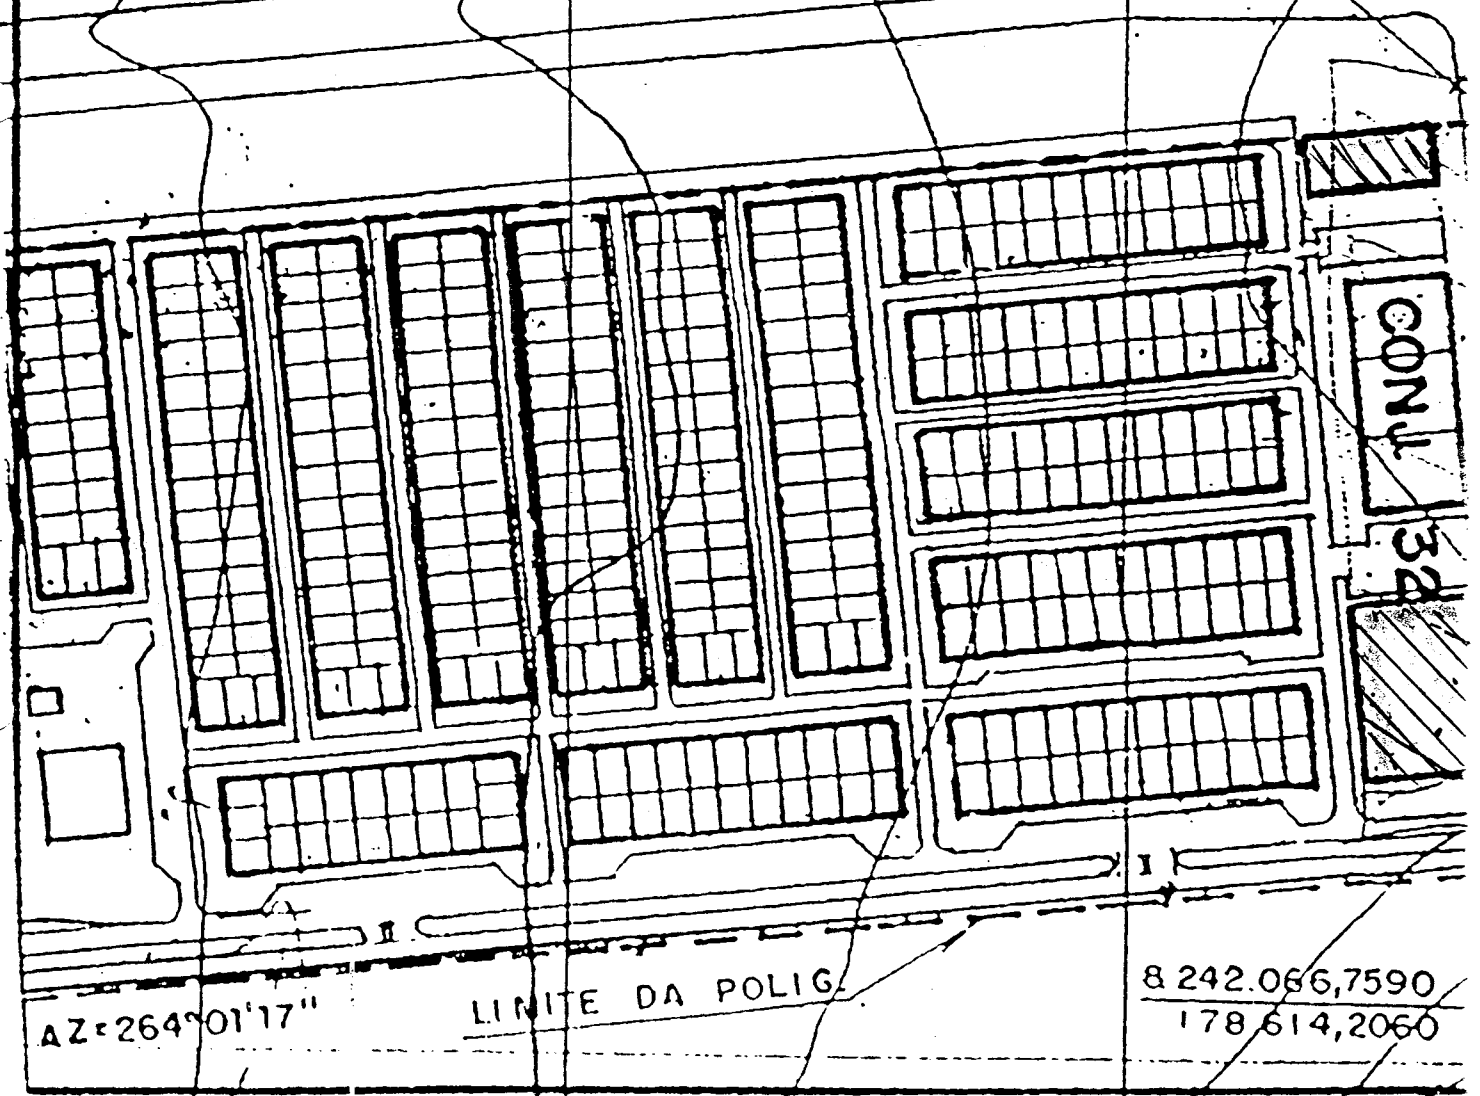 CONJ
32
II
I
AZ=264°01'17"
LIMITE DA POLIG.
8 242.066,7590
178 614,2060